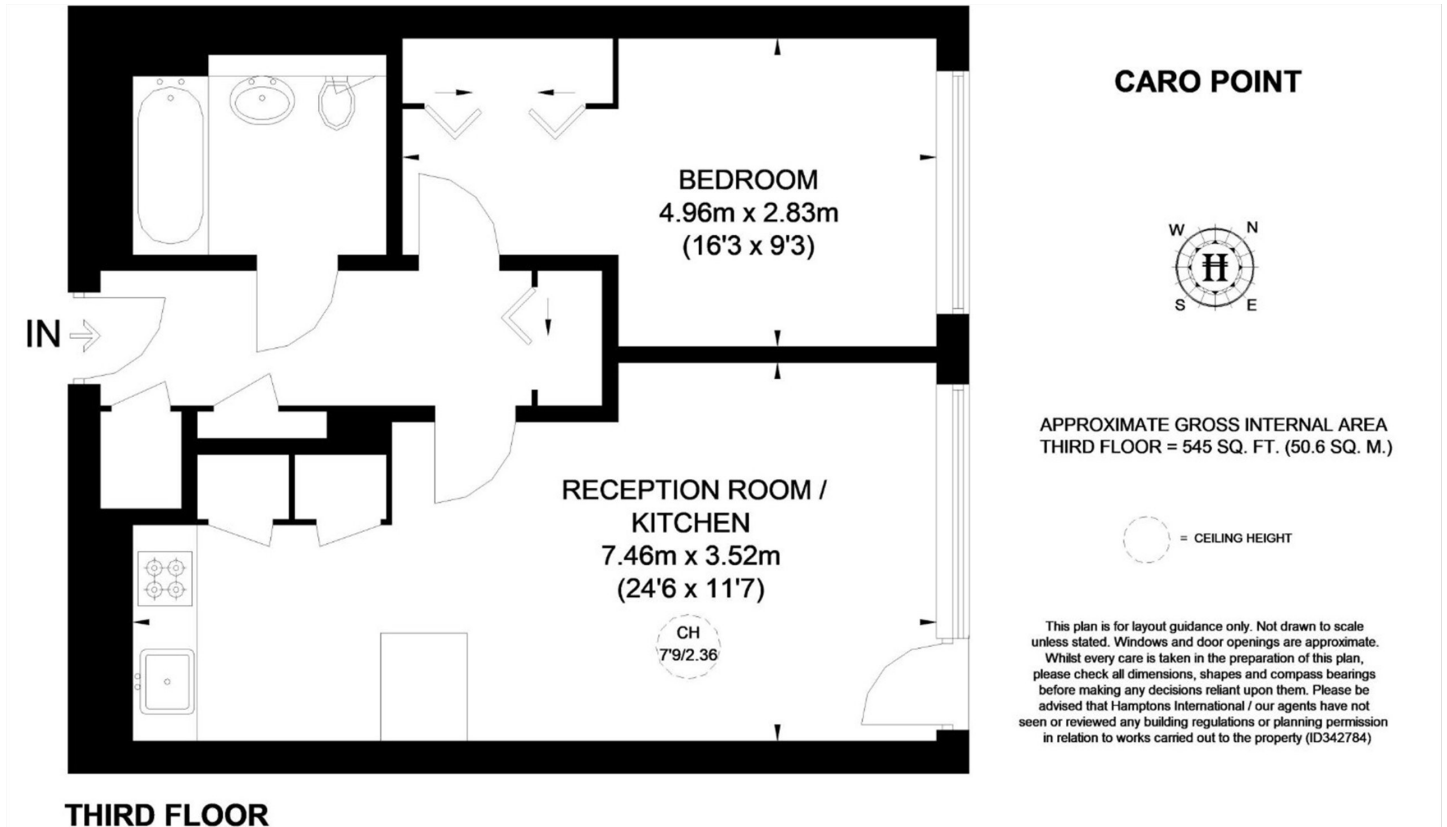 CARO POINT
BEDROOM
4.96m x 2.83m
(16'3 x 9'3)
W
N
H
S
E
IN
APPROXIMATE GROSS INTERNAL AREA
THIRD FLOOR = 545 SQ. FT. (50.6 SQ. M.)
RECEPTION ROOM /
KITCHEN
7.46m x 3.52m
(24'6 x 11'7)
CH
7'9/2.36
= CEILING HEIGHT
This plan is for layout guidance only. Not drawn to scale
unless stated. Windows and door openings are approximate.
Whilst every care is taken in the preparation of this plan,
please check all dimensions, shapes and compass bearings
before making any decisions reliant upon them. Please be
advised that Hamptons International / our agents have not
seen or reviewed any building regulations or planning permission
in relation to works carried out to the property (ID342784)
THIRD FLOOR